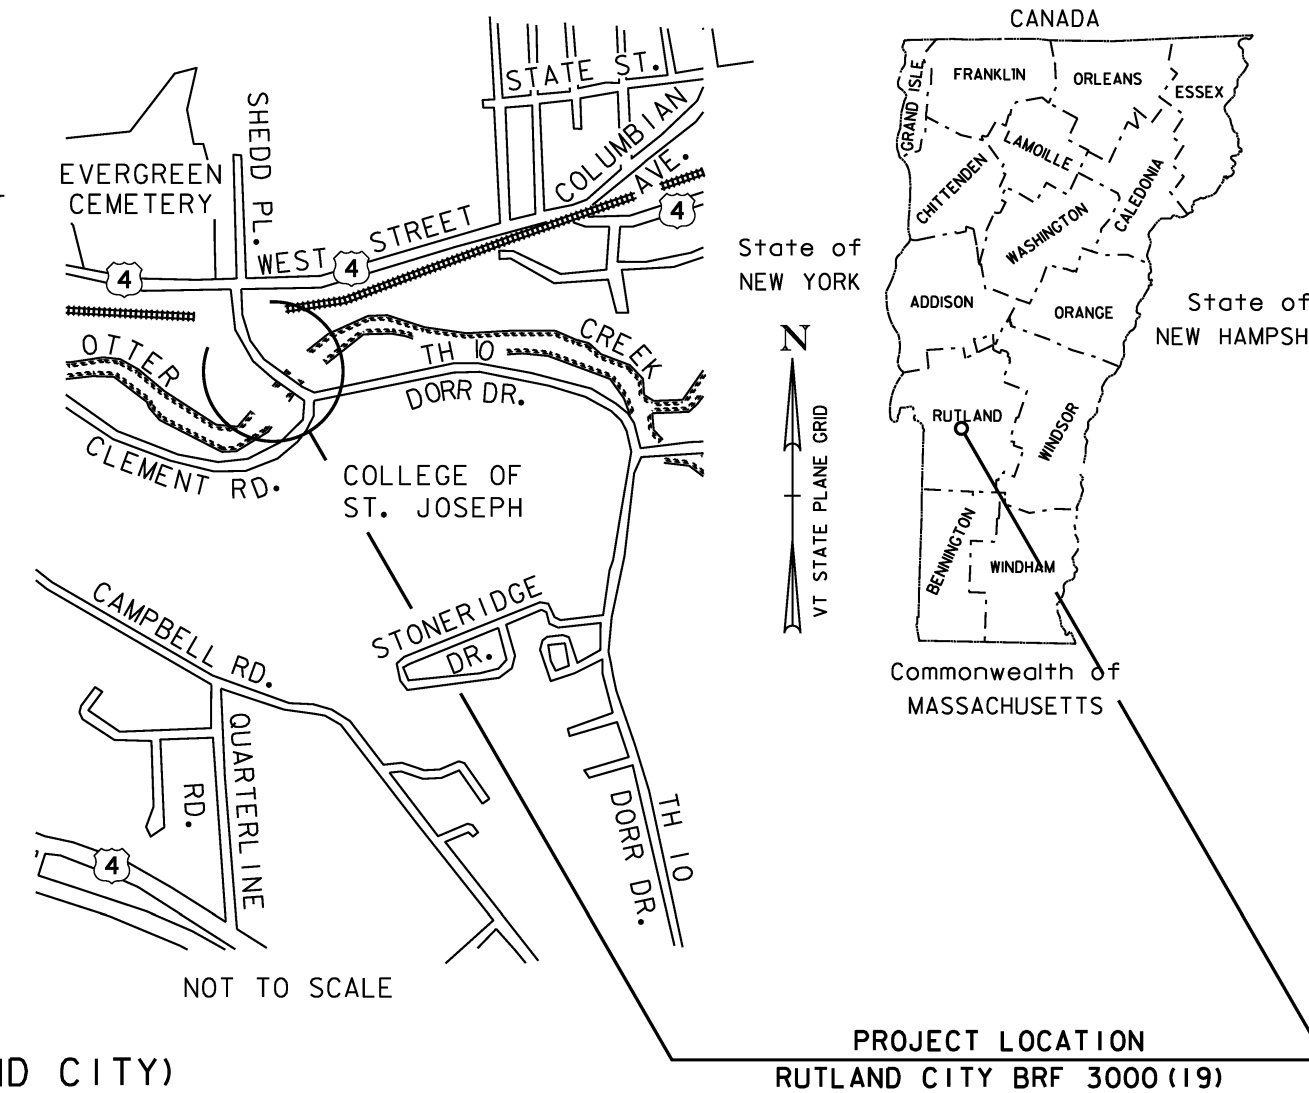 CANADA
GRAND ISLE
FRANKLIN
ORLEANS
ESSEX
LAMOILLE
CHITTENDEN
CALEDONIA
WASHINGTON
ADDISON
ORANGE
RUTLAND
WINDSOR
BENNINGTON
WINDHAM
State of
NEW YORK
State of
NEW HAMPSH
Commonwealth of
MASSACHUSETTS
N
VT STATE PLANE GRID
STATE ST.
COLUMBIAN
AVE.
SHEDD PL.
EVERGREEN
CEMETERY
WEST STREET
4
4
4
OTTER
CREEK
TH 10
DORR DR.
CLEMENT RD.
COLLEGE OF
ST. JOSEPH
STONERIDGE
DR.
CAMPBELL RD.
QUARTERLINE
RD.
TH 10
DORR DR.
4
NOT TO SCALE
ND CITY)
PROJECT LOCATION
RUTLAND CITY BRF 3000(19)